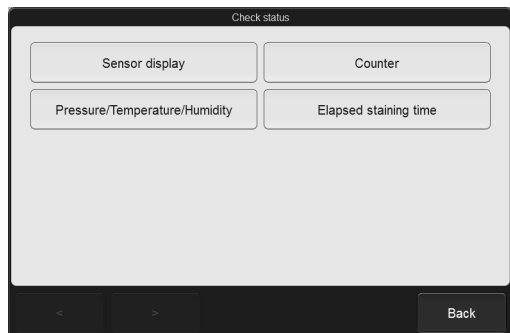 Check status
Sensor display
Counter
Pressure/Temperature/Humidity
Elapsed staining time
< >
Back